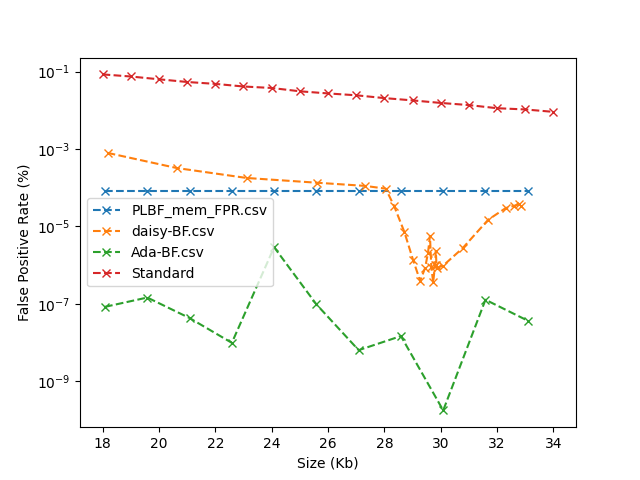 10^-1
10^-3
10^-5
10^-7
10^-9
False Positive Rate (%)
PLBF_mem_FPR.csv
daisy-BF.csv
Ada-BF.csv
Standard
18 20 22 24 26 28 30 32 34
Size (Kb)